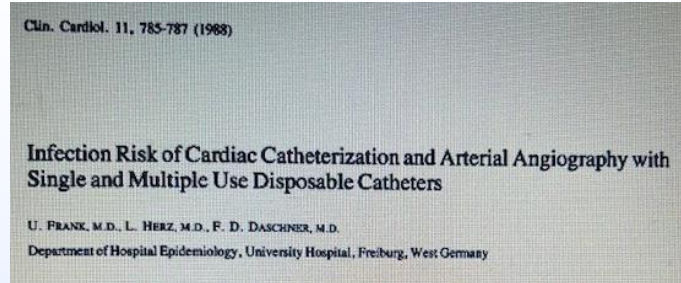 Clin. Cardiol. 11, 785-787 (1988)
Infection Risk of Cardiac Catheterization and Arterial Angiography with
Single and Multiple Use Disposable Catheters
U. FRANK, M.D., L. HERZ, M.D., F. D. DASCHNER, M.D.
Department of Hospital Epidemiology, University Hospital, Freiburg, West Germany